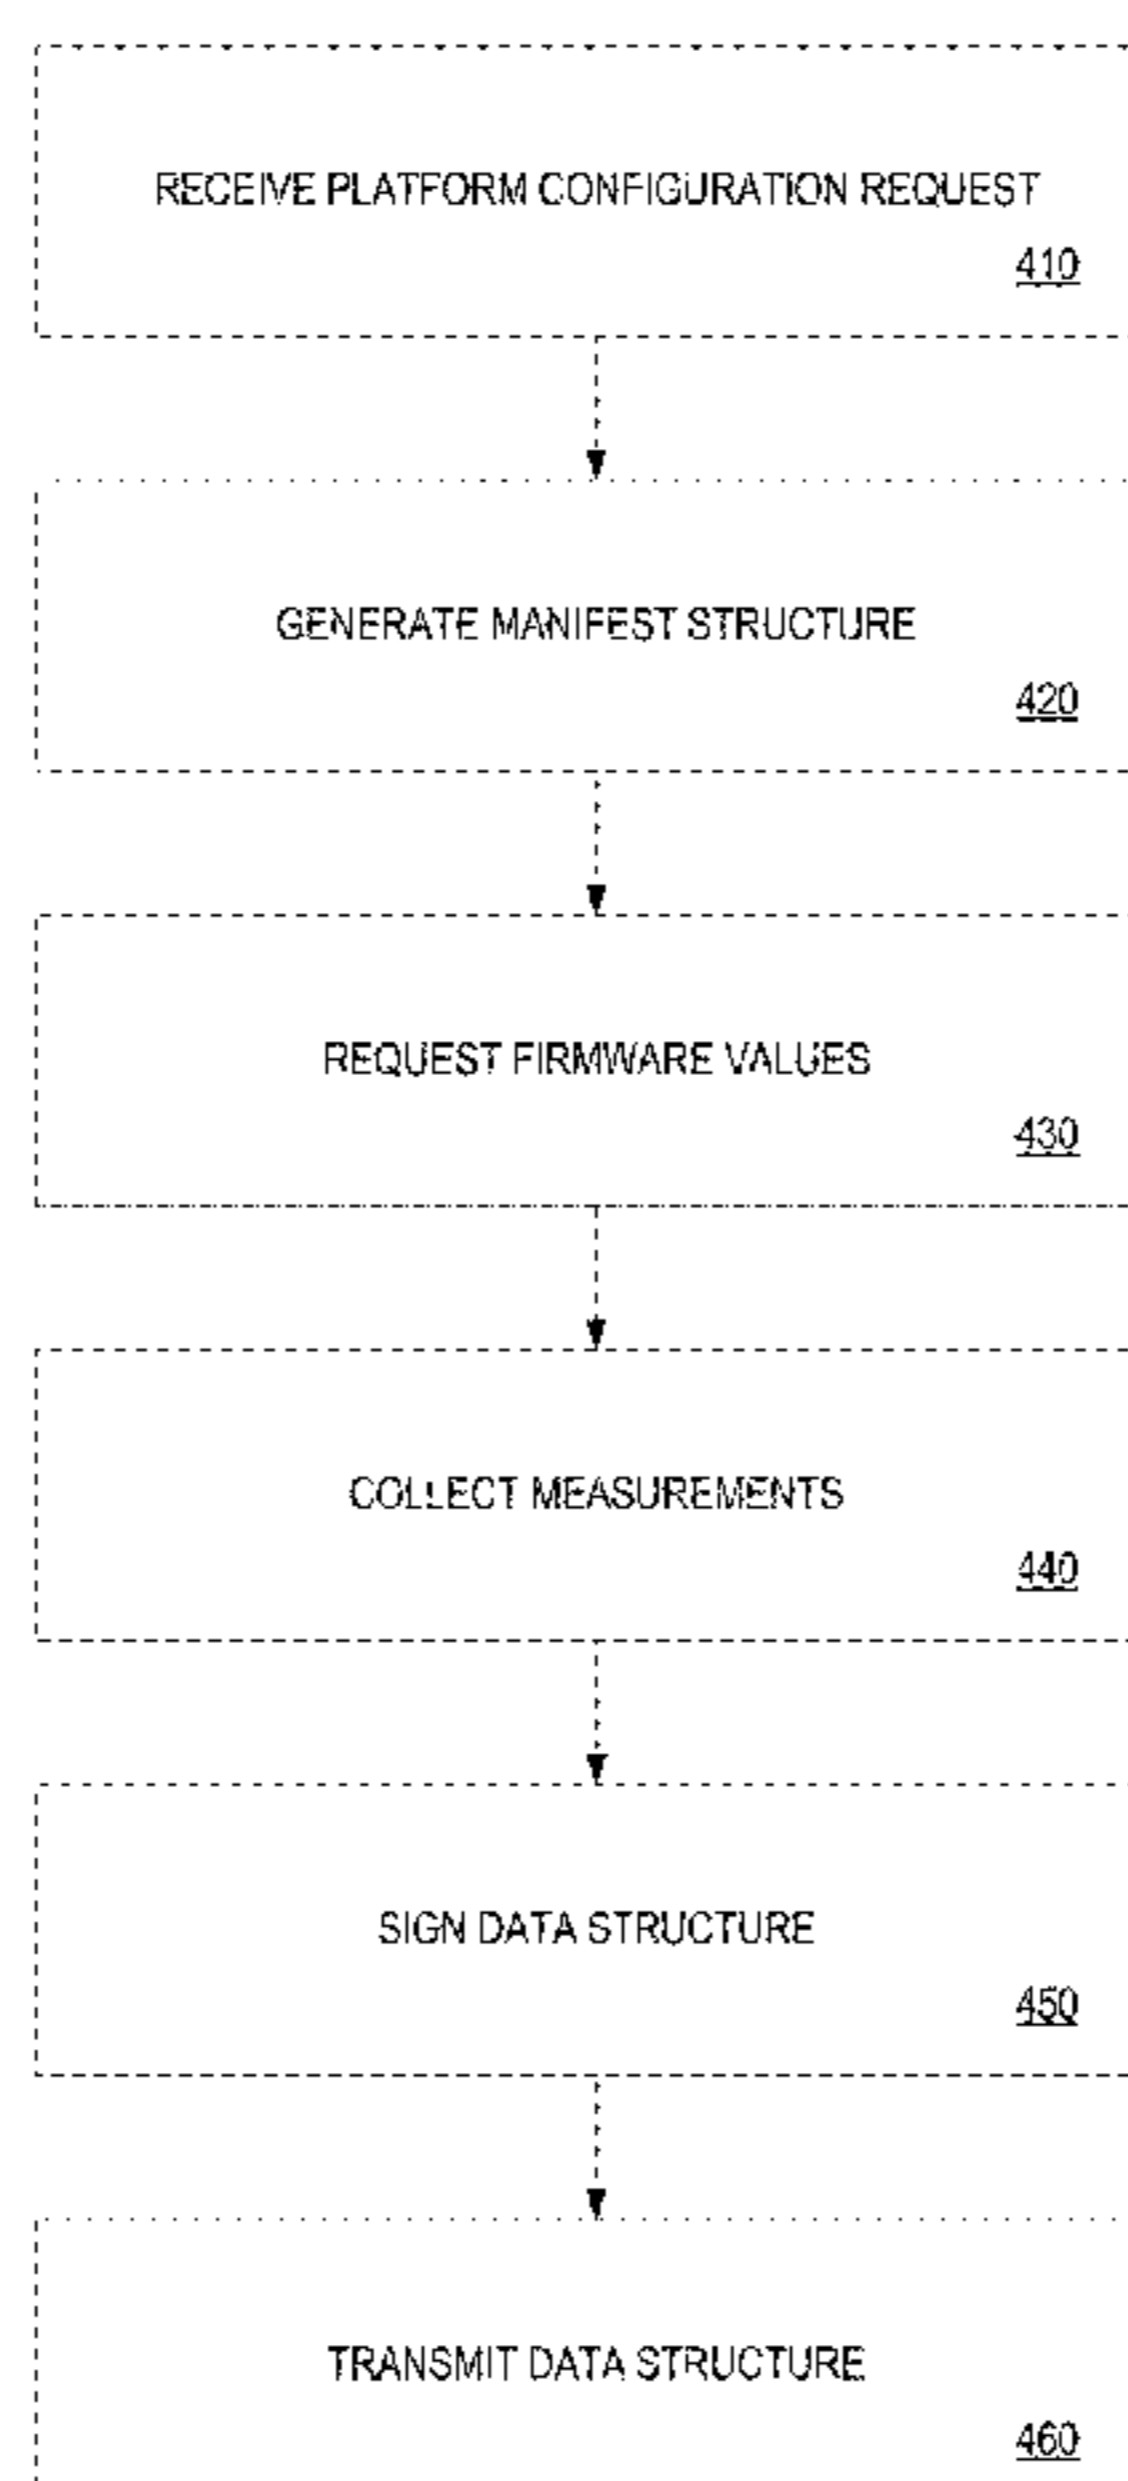 RECEIVE PLATFORM CONFIGURATION REQUEST
410
GENERATE MANIFEST STRUCTURE
420
REQUEST FIRMWARE VALUES
430
COLLECT MEASUREMENTS
440
SIGN DATA STRUCTURE
450
TRANSMIT DATA STRUCTURE
460